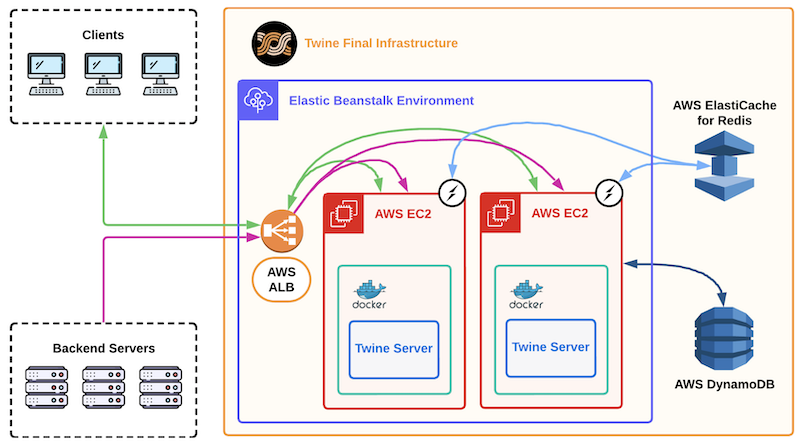 Clients
Twine Final Infrastructure
Elastic Beanstalk Environment
AWS ElastiCache
for Redis
AWS EC2
AWS EC2
AWS
ALB
docker
docker
Twine Server
Twine Server
Backend Servers
AWS DynamoDB